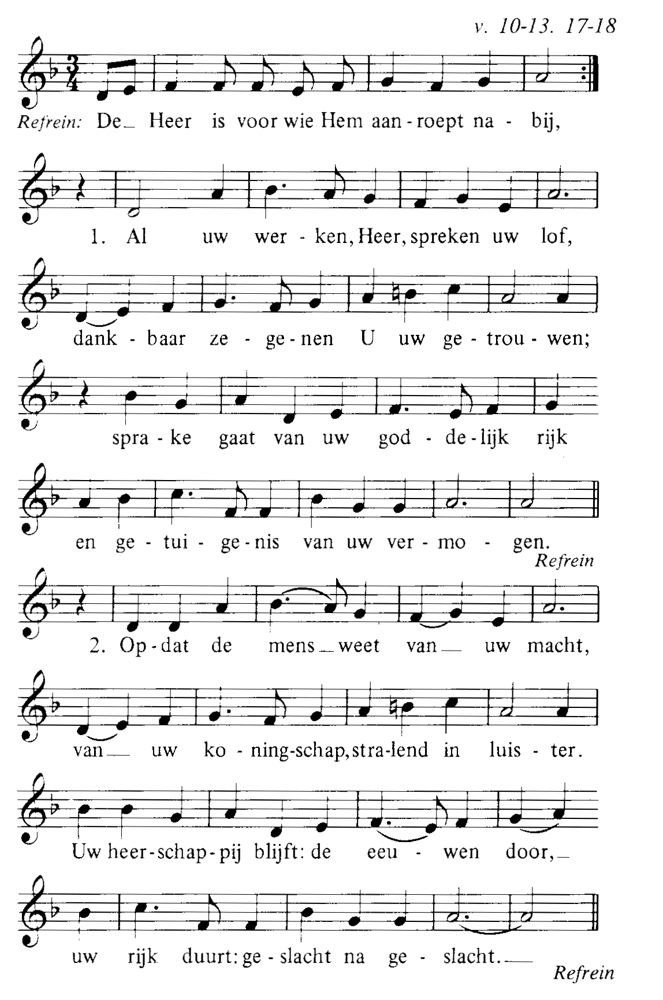 v. 10-13. 17-18
3
4
Refrein: De_ Heer is voor wie Hem aan-roept na - bij,
1. Al uw wer - ken, Heer, spreken uw lof,
dank - baar ze - ge - nen U uw ge - trou - wen;
spra - ke gaat van uw god - de - lijk rijk
en ge - tui - ge - nis van uw ver - mo - gen.
Refrein
2. Op - dat de mens_ weet van_ uw macht,
van_ uw ko - ning-schap, stra-lend in luis - ter.
Uw heer-schap-pij blijft: de eeu - wen door,_
uw rijk duurt: ge - slacht na ge - slacht._
Refrein